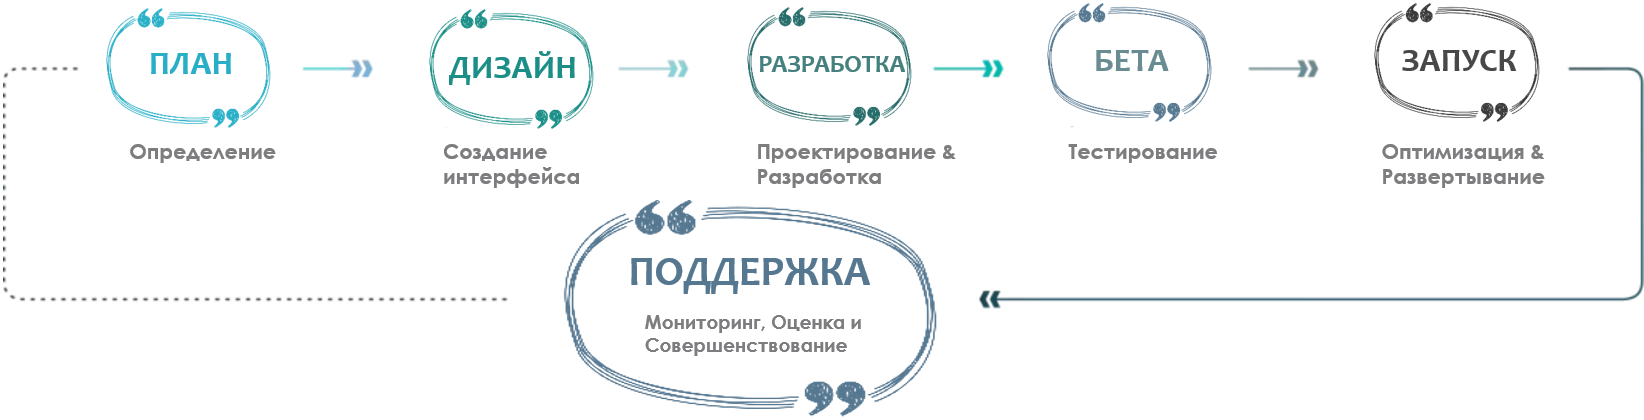 ПЛАН
Определение
ДИЗАЙН
Создание
интерфейса
РАЗРАБОТКА
Проектирование &
Разработка
БЕТА
Тестирование
ЗАПУСК
Оптимизация &
Развертывание
ПОДДЕРЖКА
Мониторинг, Оценка и
Совершенствование